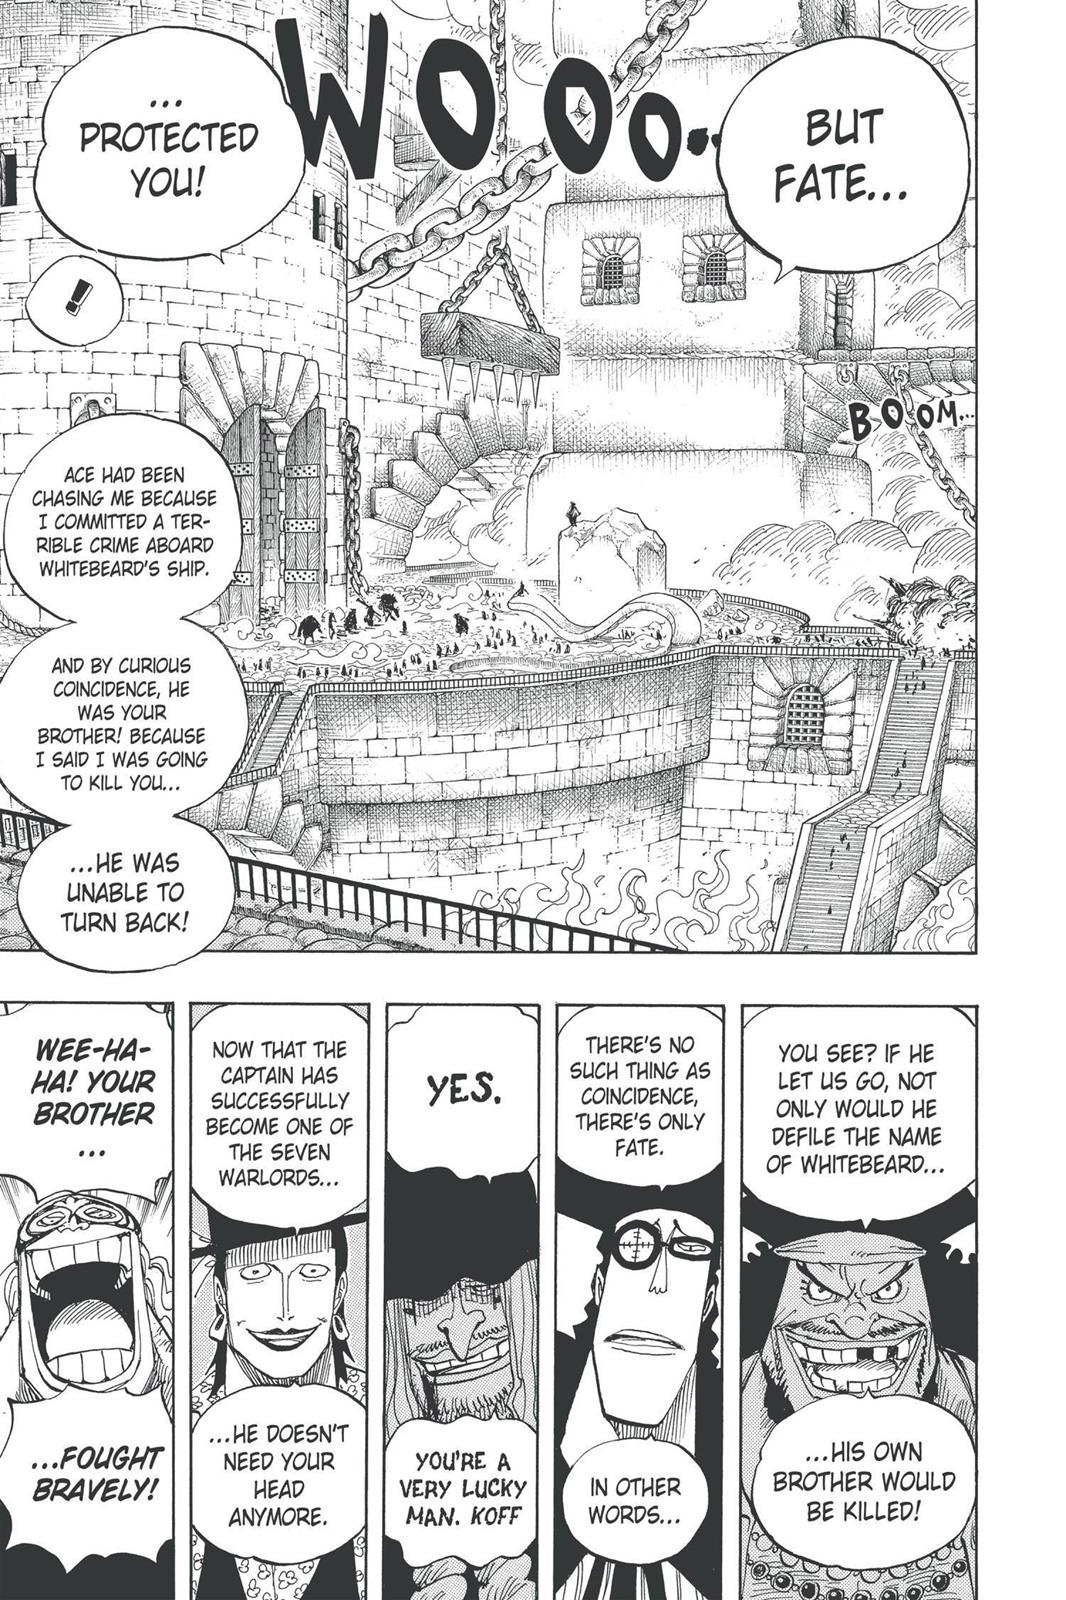 BUT
FATE...
WOOOO...
...
PROTECTED
YOU!
!
BOOM...
ACE HAD BEEN
CHASING ME BECAUSE
I COMMITTED A TER-
RIBLE CRIME ABOARD
WHITEBEARD'S SHIP.
AND BY CURIOUS
COINCIDENCE, HE
WAS YOUR
BROTHER! BECAUSE
I SAID I WAS GOING
TO KILL YOU...
...HE WAS
UNABLE TO
TURN BACK!
YOU SEE? IF HE
LET US GO, NOT
ONLY WOULD HE
DEFILE THE NAME
OF WHITEBEARD...
...HIS OWN
BROTHER WOULD
BE KILLED!
THERE'S NO
SUCH THING AS
COINCIDENCE,
THERE'S ONLY
FATE.
IN OTHER
WORDS...
YES.
YOU'RE A
VERY LUCKY
MAN. KOFF
NOW THAT THE
CAPTAIN HAS
SUCCESSFULLY
BECOME ONE OF
THE SEVEN
WARLORDS...
...HE DOESN'T
NEED YOUR
HEAD
ANYMORE.
WEE-HA-
HA! YOUR
BROTHER
...
...FOUGHT
BRAVELY!